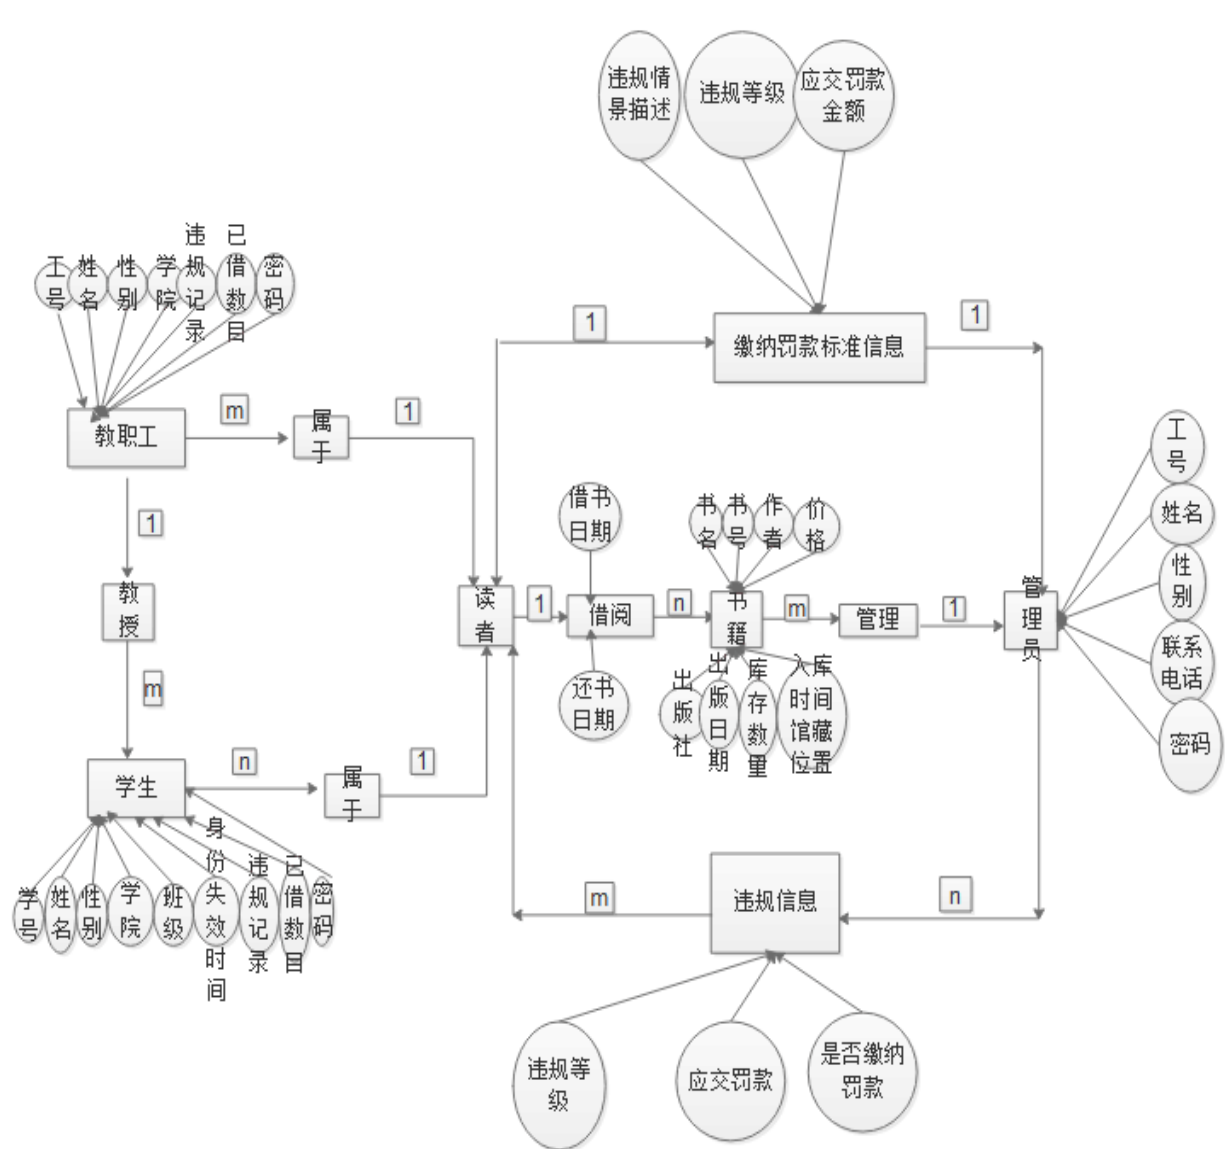 违规情
景描述
违规等级
应交罚款
金额
工号
姓名
性别
学院
违规记录
已借数目
密码
1
缴纳罚款标准信息
1
教职工
m
属于
1
工号
姓名
性别
联系
电话
密码
借书
日期
书名
书号
作者
价格
1
教授
读者
1
借阅
n
书籍
m
管理
1
管理员
还书
日期
出版社
出版日期
库存数量
入库
时间
馆藏
位置
m
学生
n
属于
1
学号
姓名
性别
学院
班级
身份失效时间
违规记录
已借数目
密码
m
违规信息
n
违规等
级
应交罚款
是否缴纳
罚款